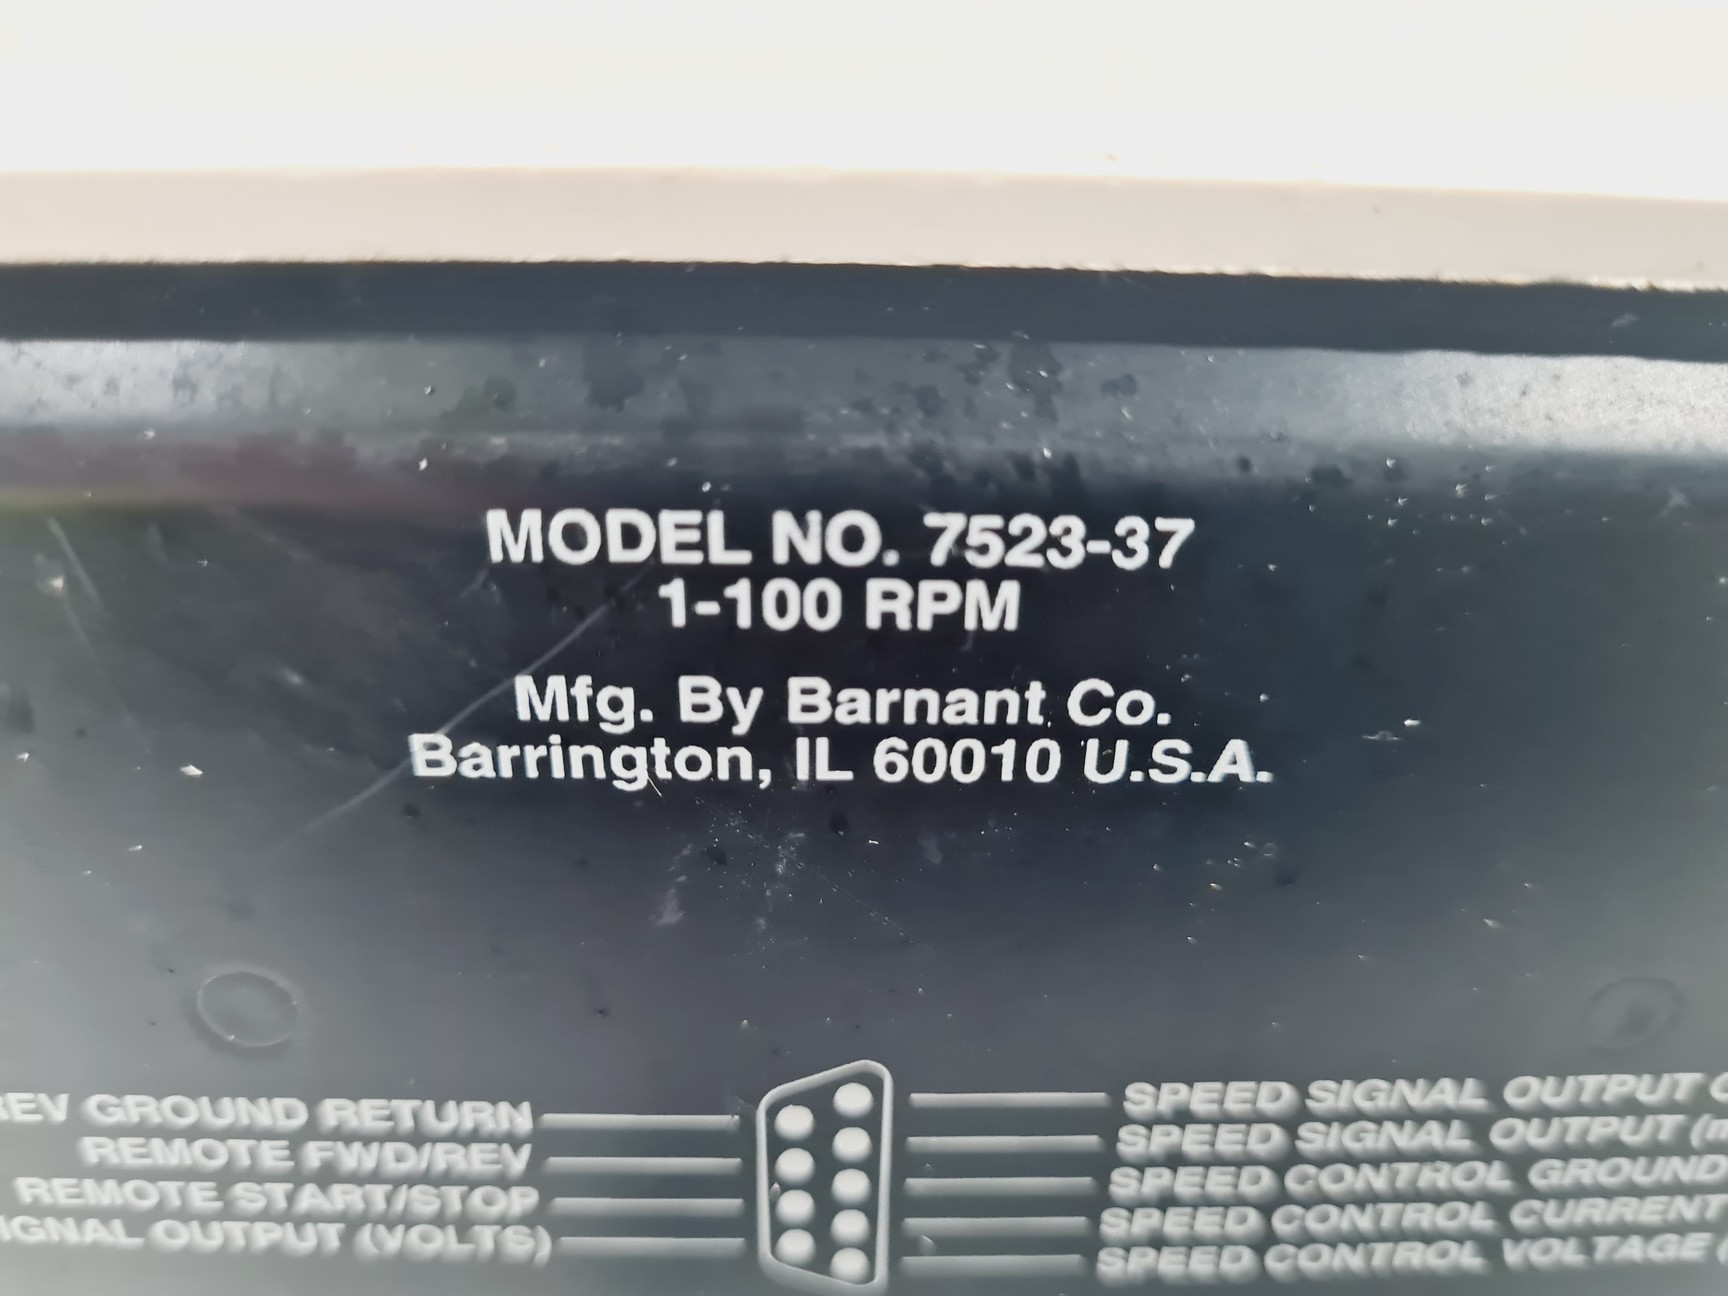 MODEL NO. 7523-37
1-100 RPM
Mfg. By Barnant Co.
Barrington, IL 60010 U.S.A.
GROUND RETURN
REMOTE FWD/REV
REMOTE START/STOP
OUTPUT (VOLTS)
SPEED SIGNAL OUTPUT
SPEED SIGNAL OUTPUT
SPEED CONTROL GROUND
SPEED CONTROL CURRENT
SPEED CONTROL VOLTAGE